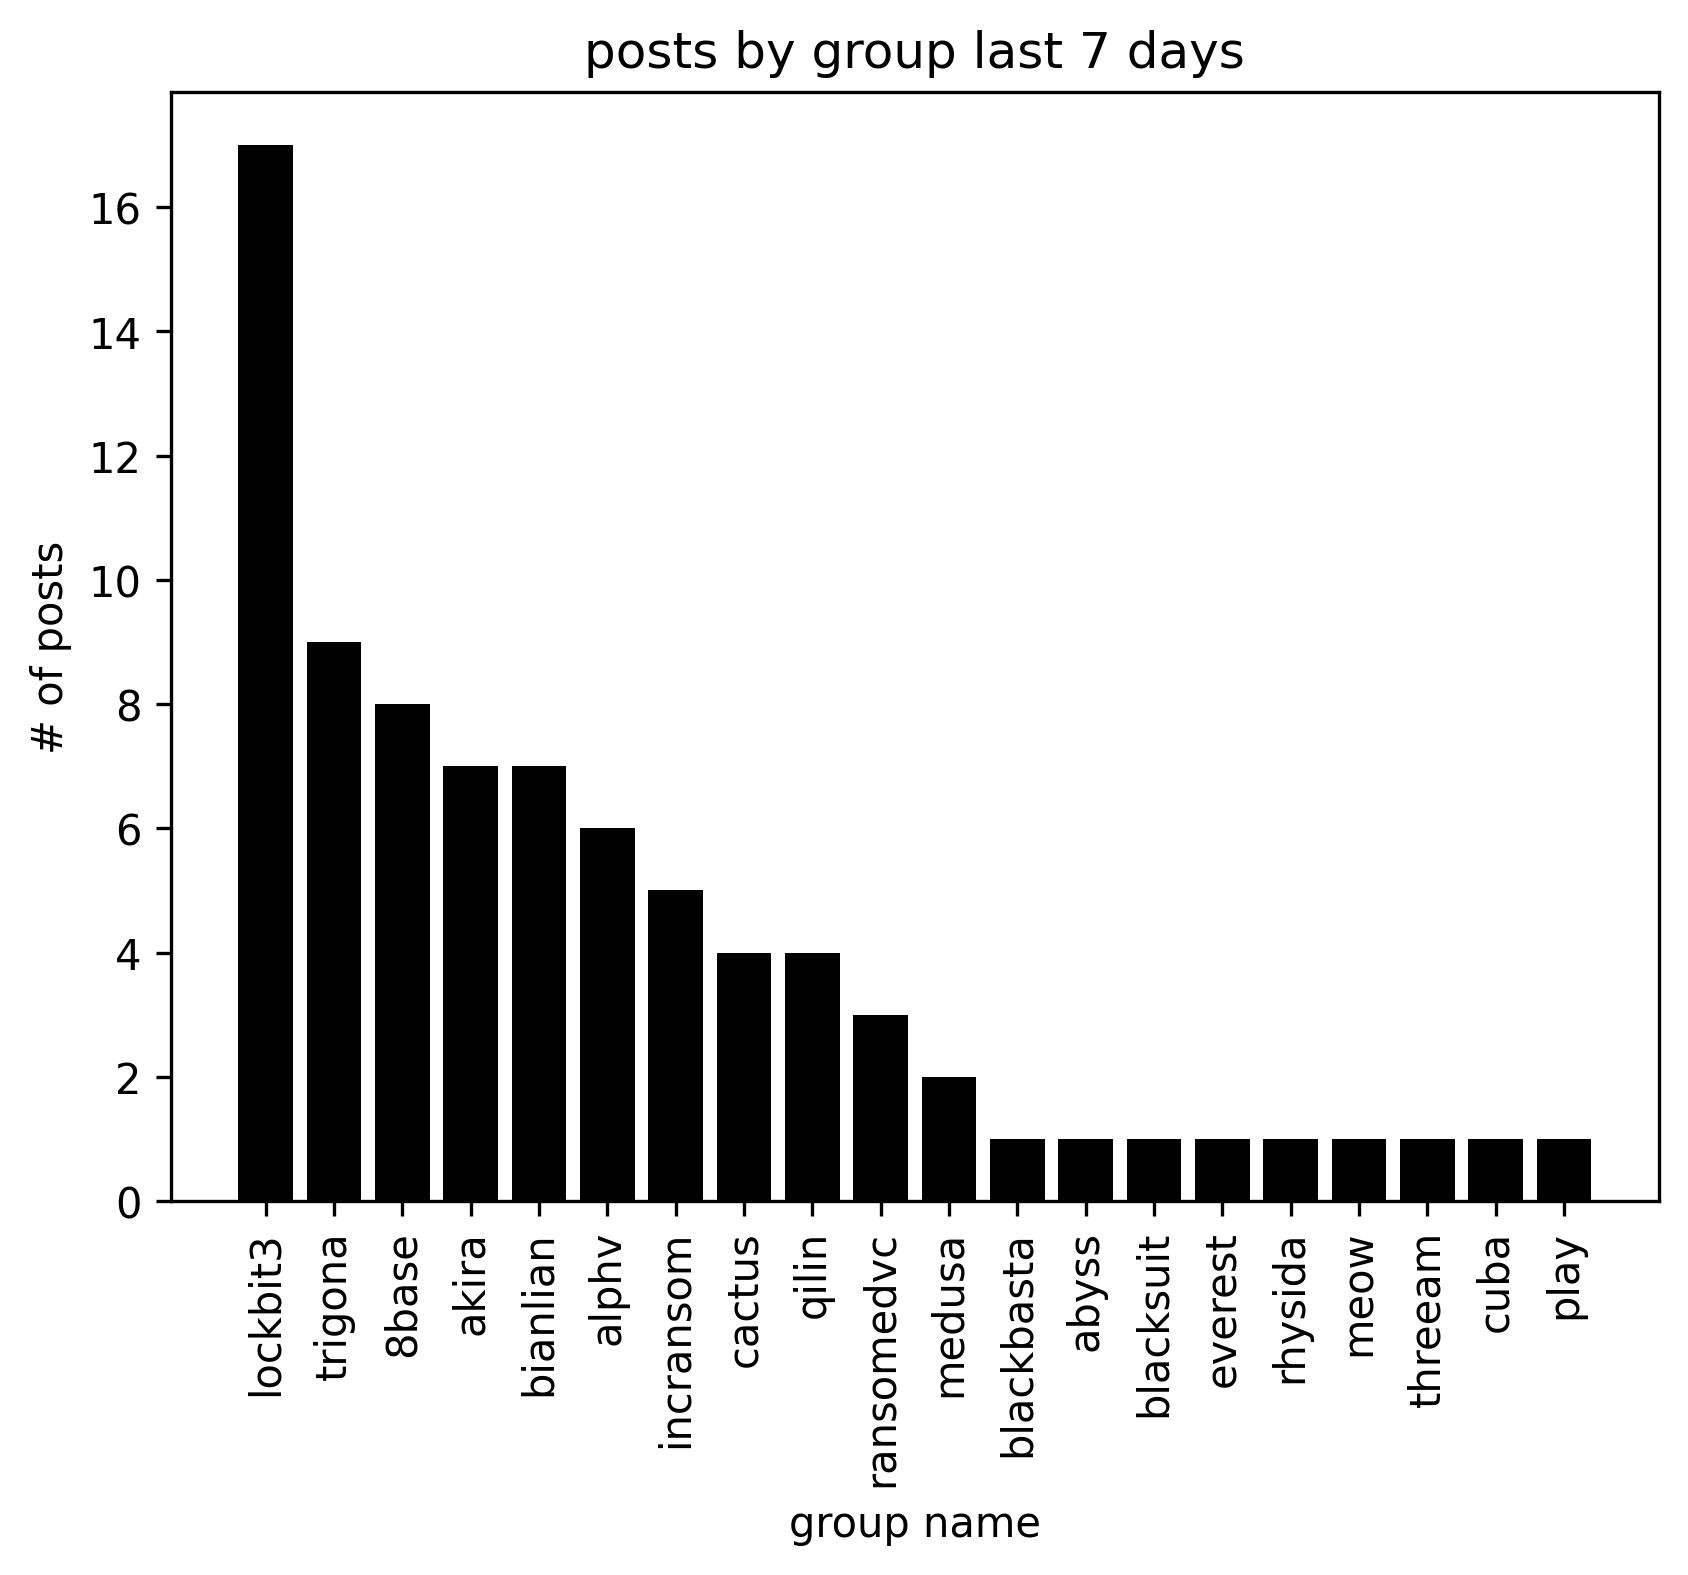 posts by group last 7 days
# of posts
16
14
12
10
8
6
4
2
0
lockbit3
trigona
8base
akira
bianlian
alphv
incransom
cactus
qilin
ransomedvc
medusa
blackbasta
abyss
blacksuit
everest
rhysida
meow
threeam
cuba
play
group name